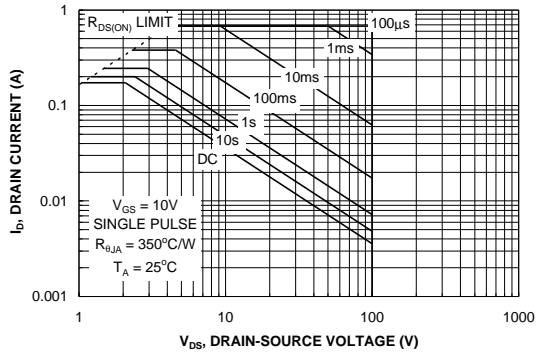 1
R_DS(ON) LIMIT
100µs
1ms
10ms
0.1
100ms
1s
10s
DC
I_D, DRAIN CURRENT (A)
0.01
V_GS = 10V
SINGLE PULSE
R_θJA = 350°C/W
T_A = 25°C
0.001
1 10 100 1000
V_DS, DRAIN-SOURCE VOLTAGE (V)